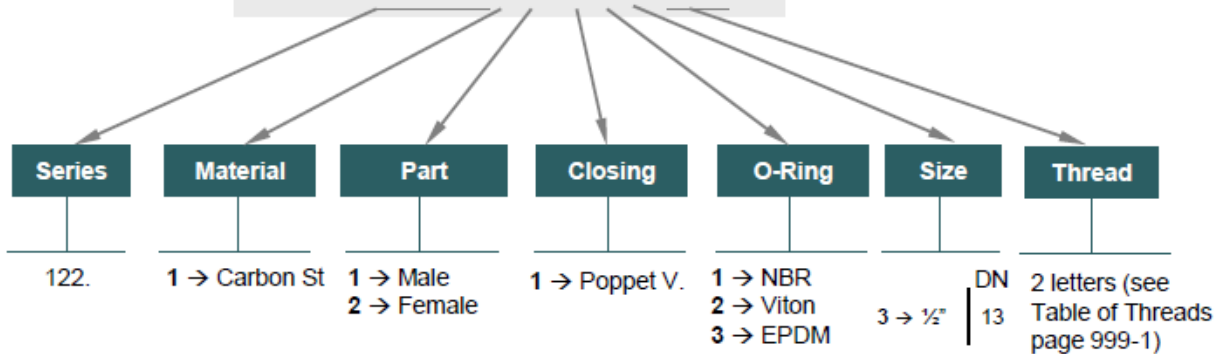 Series
Material
Part
Closing
O-Ring
Size
Thread
122.
1 → Carbon St
1 → Male
2 → Female
1 → Poppet V.
1 → NBR
2 → Viton
3 → EPDM
DN
3 → ½" 13
2 letters (see
Table of Threads
page 999-1)